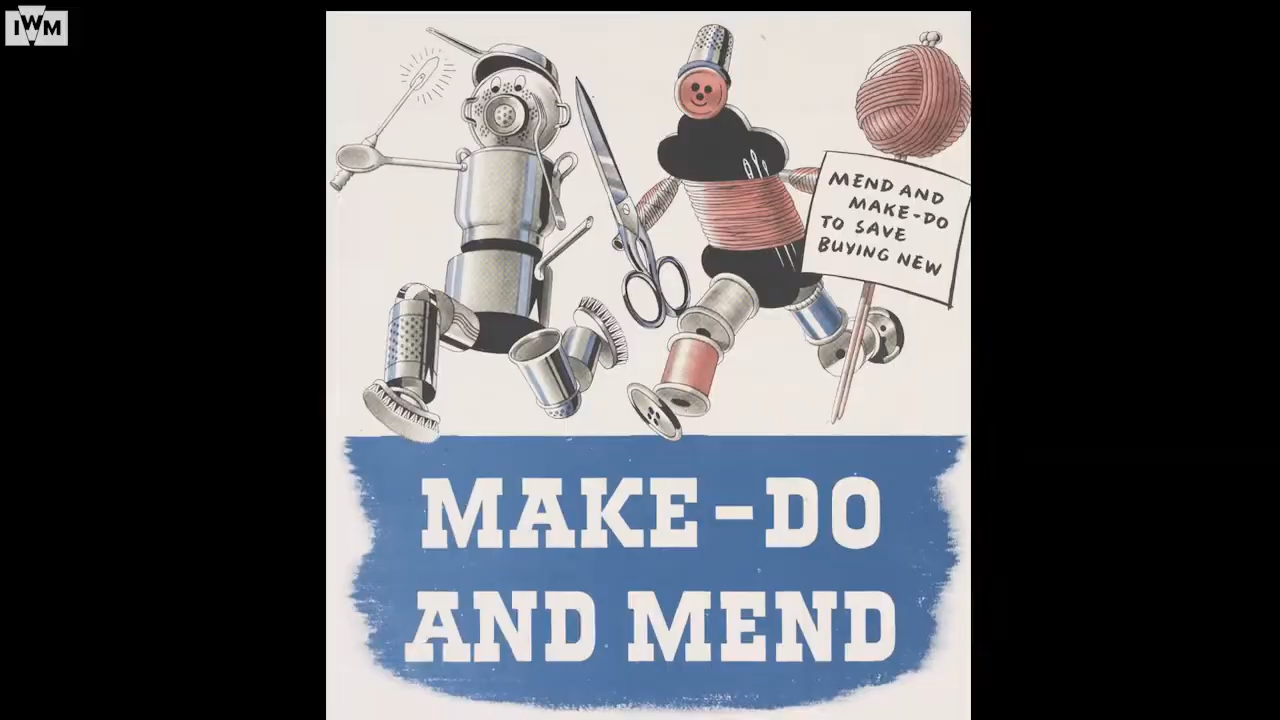 IWM
MEND AND
MAKE-DO
TO SAVE
BUYING NEW
MAKE-DO
AND MEND